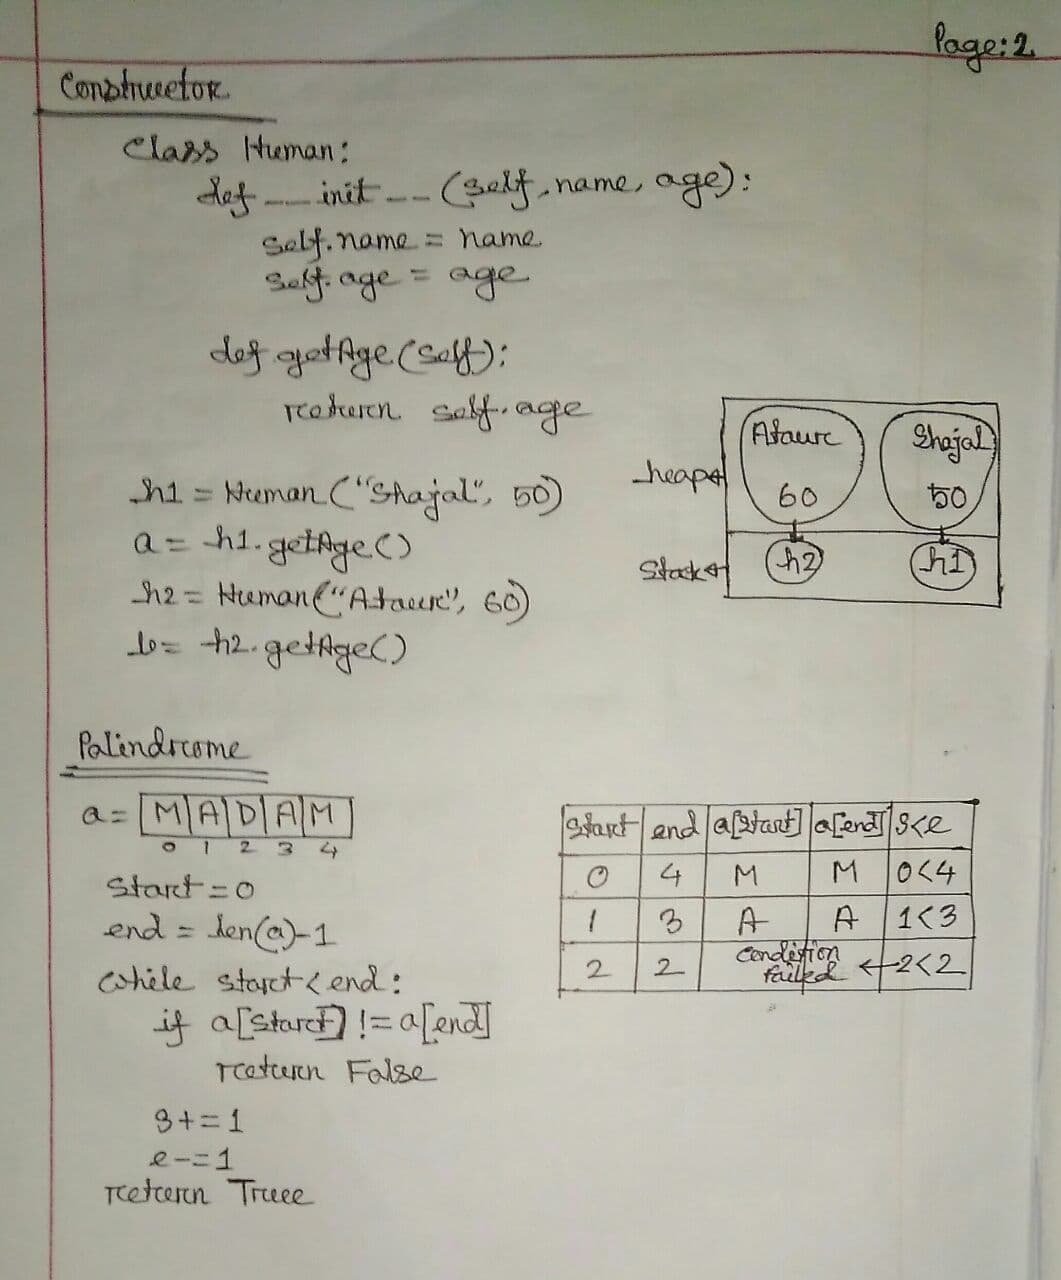 Page: 2
Constructor
Class Human:
def __init__(self, name, age):
self.name = name
self.age = age
def getAge(self):
return self.age
h1 = Human("Shajal", 50)
a = h1.getAge()
h2 = Human("Ataur", 60)
b = h2.getAge()
heap
Ataur
Shajal
60
50
Stack
h2
h1
Palindrome
a = M A D A M
0 1 2 3 4
Start = 0
end = len(a)-1
while start < end:
if a[start] != a[end]
return False
s+=1
e-=1
return True
Start end a[start] a[end] s<e
0 4 M M 0<4
1 3 A A 1<3
2 2 Condition failed ← 2<2